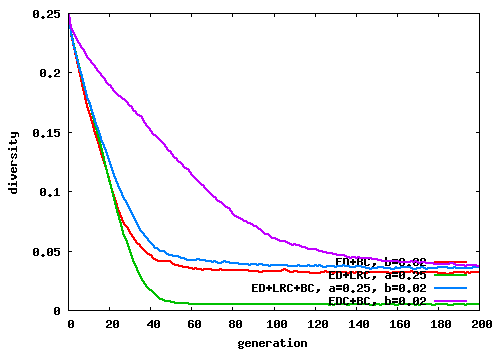 0.25
0.2
0.15
0.1
0.05
0
diversity
ED+BC, b=0.02
ED+LRC, a=0.25
ED+LRC+BC, a=0.25, b=0.02
EDC+BC, b=0.02
0 20 40 60 80 100 120 140 160 180 200
generation